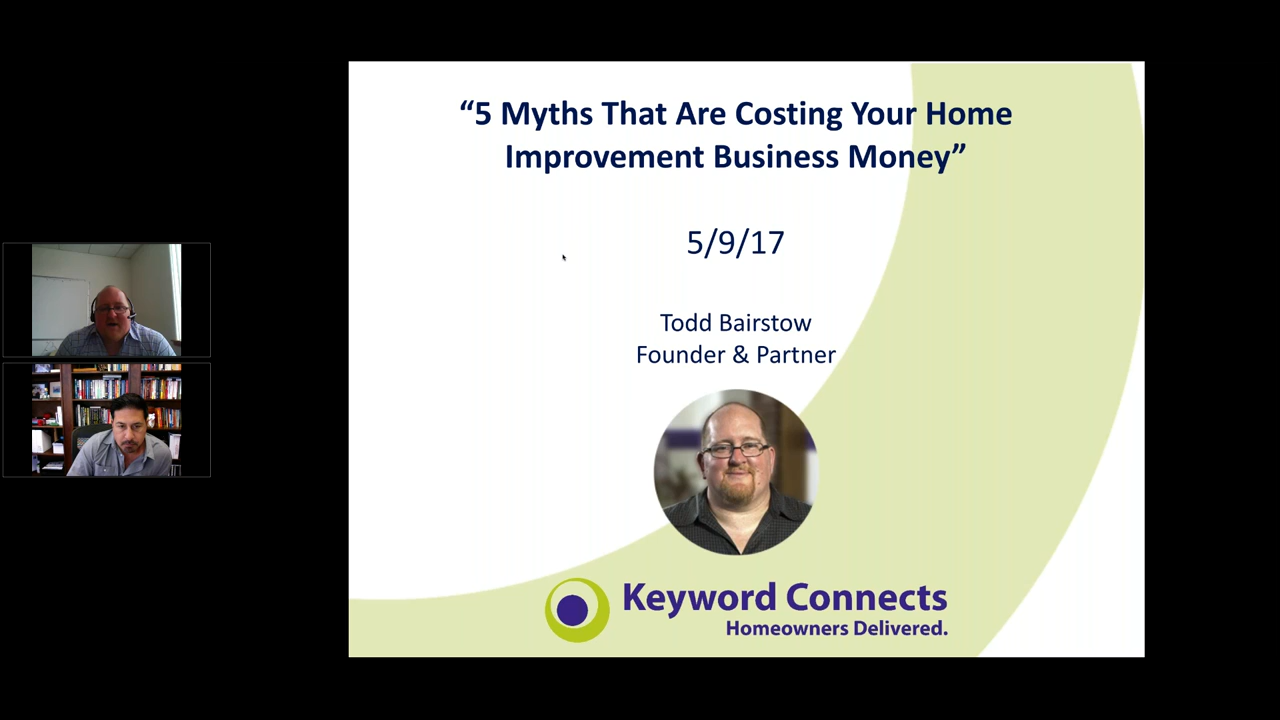 “5 Myths That Are Costing Your Home
Improvement Business Money”
5/9/17
Todd Bairstow
Founder & Partner
Keyword Connects
Homeowners Delivered.